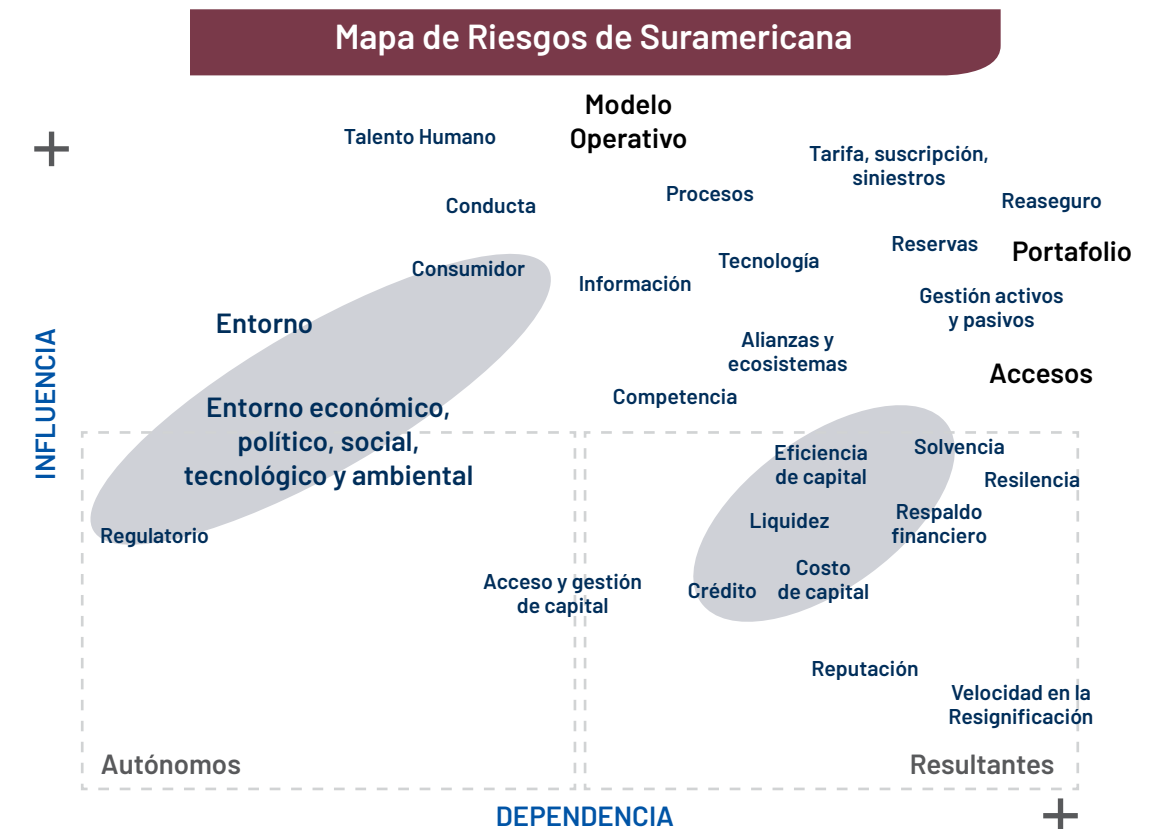 Mapa de Riesgos de Suramericana
Modelo
Operativo
Talento Humano
Tarifa, suscripción,
siniestros
Procesos
Reaseguro
Conducta
Reservas
Portafolio
Consumidor
Tecnología
Información
Gestión activos
y pasivos
Entorno
Alianzas y
ecosistemas
Accesos
Competencia
INFLUENCIA
Entorno económico,
político, social,
tecnológico y ambiental
Eficiencia
de capital
Solvencia
Resilencia
Liquidez
Respaldo
financiero
Regulatorio
Acceso y gestión
de capital
Crédito
Costo
de capital
Reputación
Velocidad en la
Resignificación
Autónomos
Resultantes
DEPENDENCIA